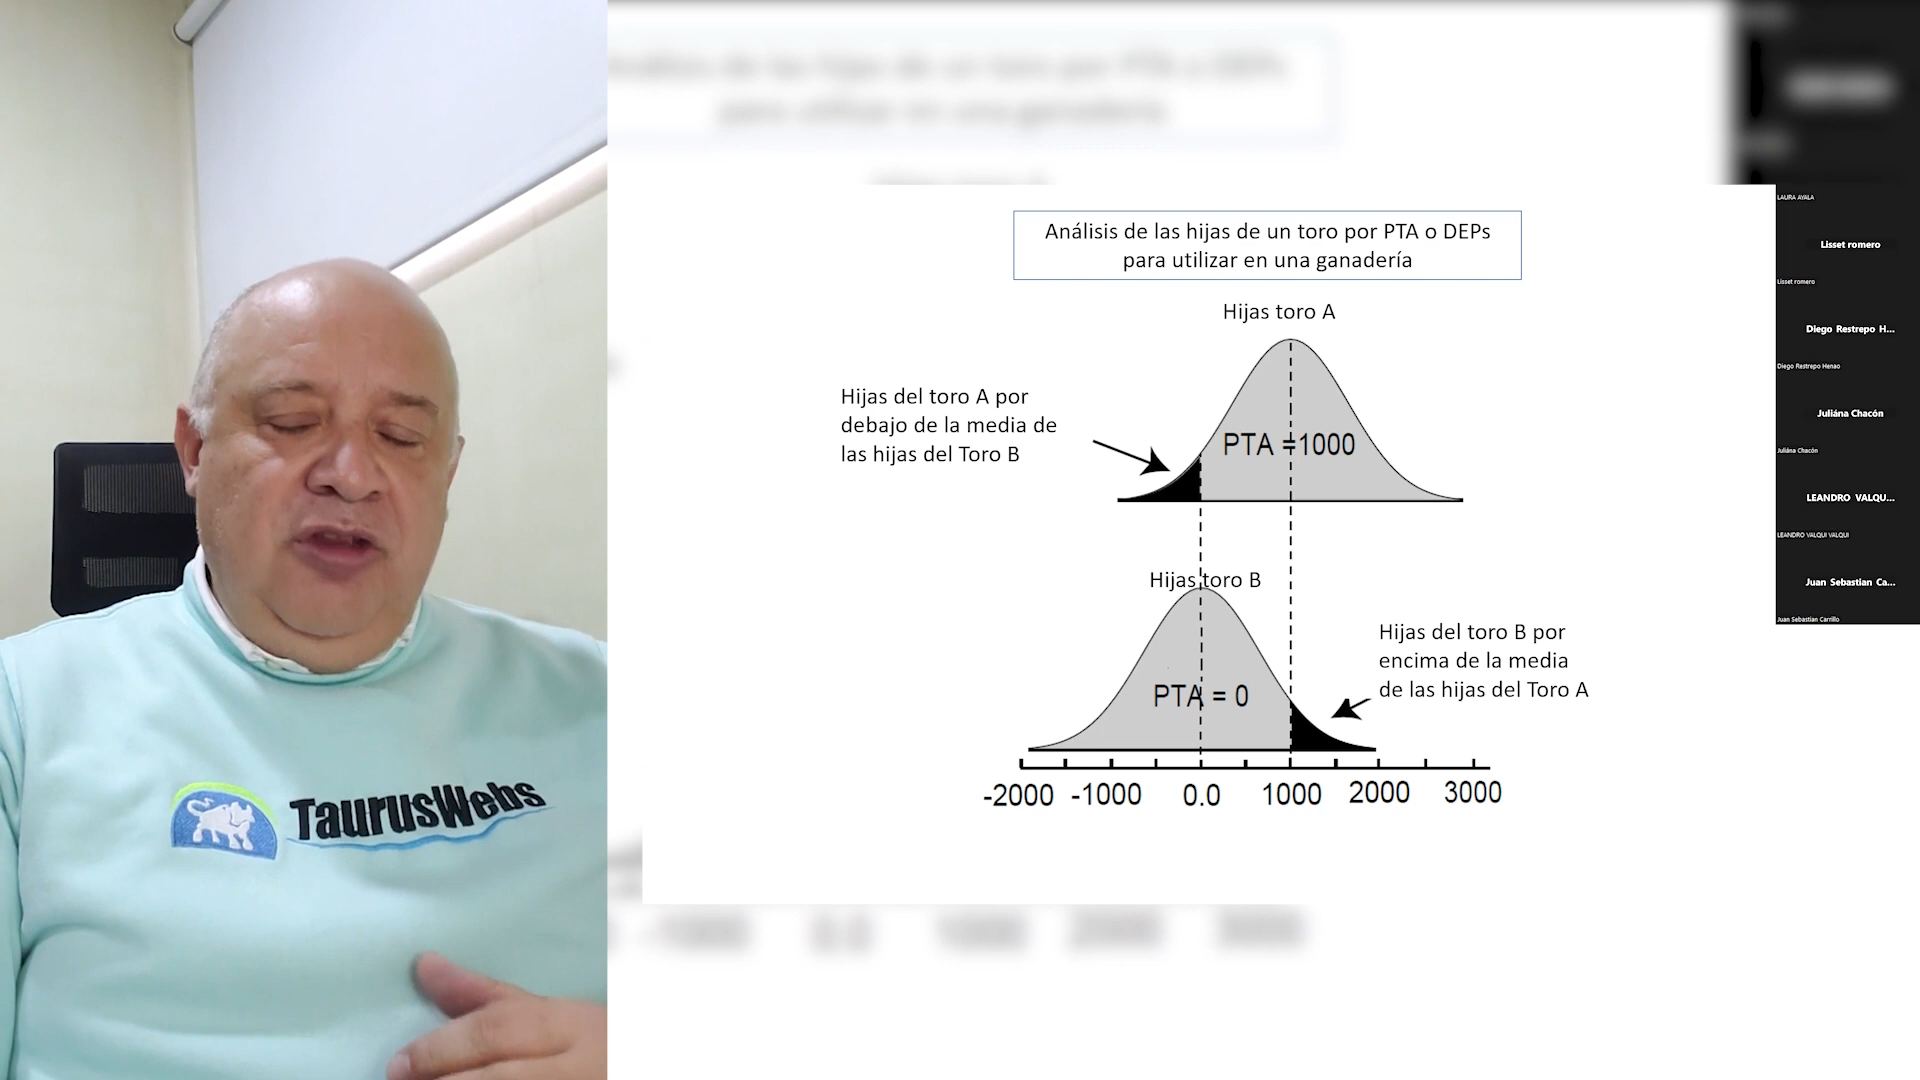 Análisis de las hijas de un toro por PTA o DEPs
para utilizar en una ganadería
Hijas toro A
Hijas del toro A por
debajo de la media de
las hijas del Toro B
PTA =1000
Hijas toro B
PTA = 0
Hijas del toro B por
encima de la media
de las hijas del Toro A
-2000 -1000 0.0 1000 2000 3000
TaurusWebs
LAURA AYALA
Lisset romero
Lisset romero
Diego Restrepo H...
Diego Restrepo Henao
Juliána Chacón
Juliána Chacón
LEANDRO VALQU...
LEANDRO VALQUI VALQUI
Juan Sebastian Ca...
Juan Sebastian Carrillo